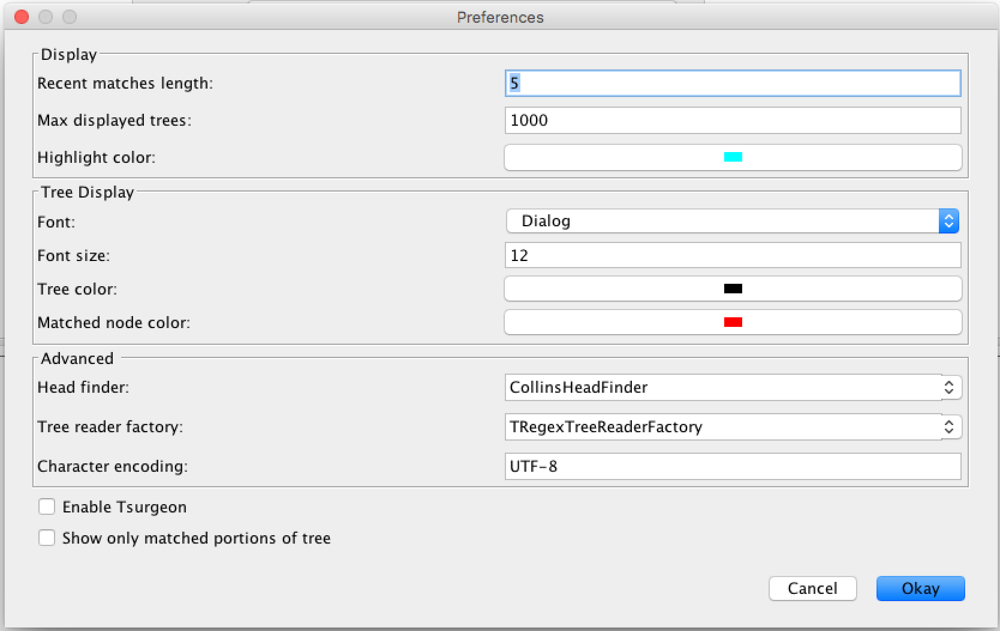 Preferences
Display
Recent matches length: 5
Max displayed trees: 1000
Highlight color:
Tree Display
Font: Dialog
Font size: 12
Tree color:
Matched node color:
Advanced
Head finder: CollinsHeadFinder
Tree reader factory: TRegexTreeReaderFactory
Character encoding: UTF-8
Enable Tsurgeon
Show only matched portions of tree
Cancel Okay